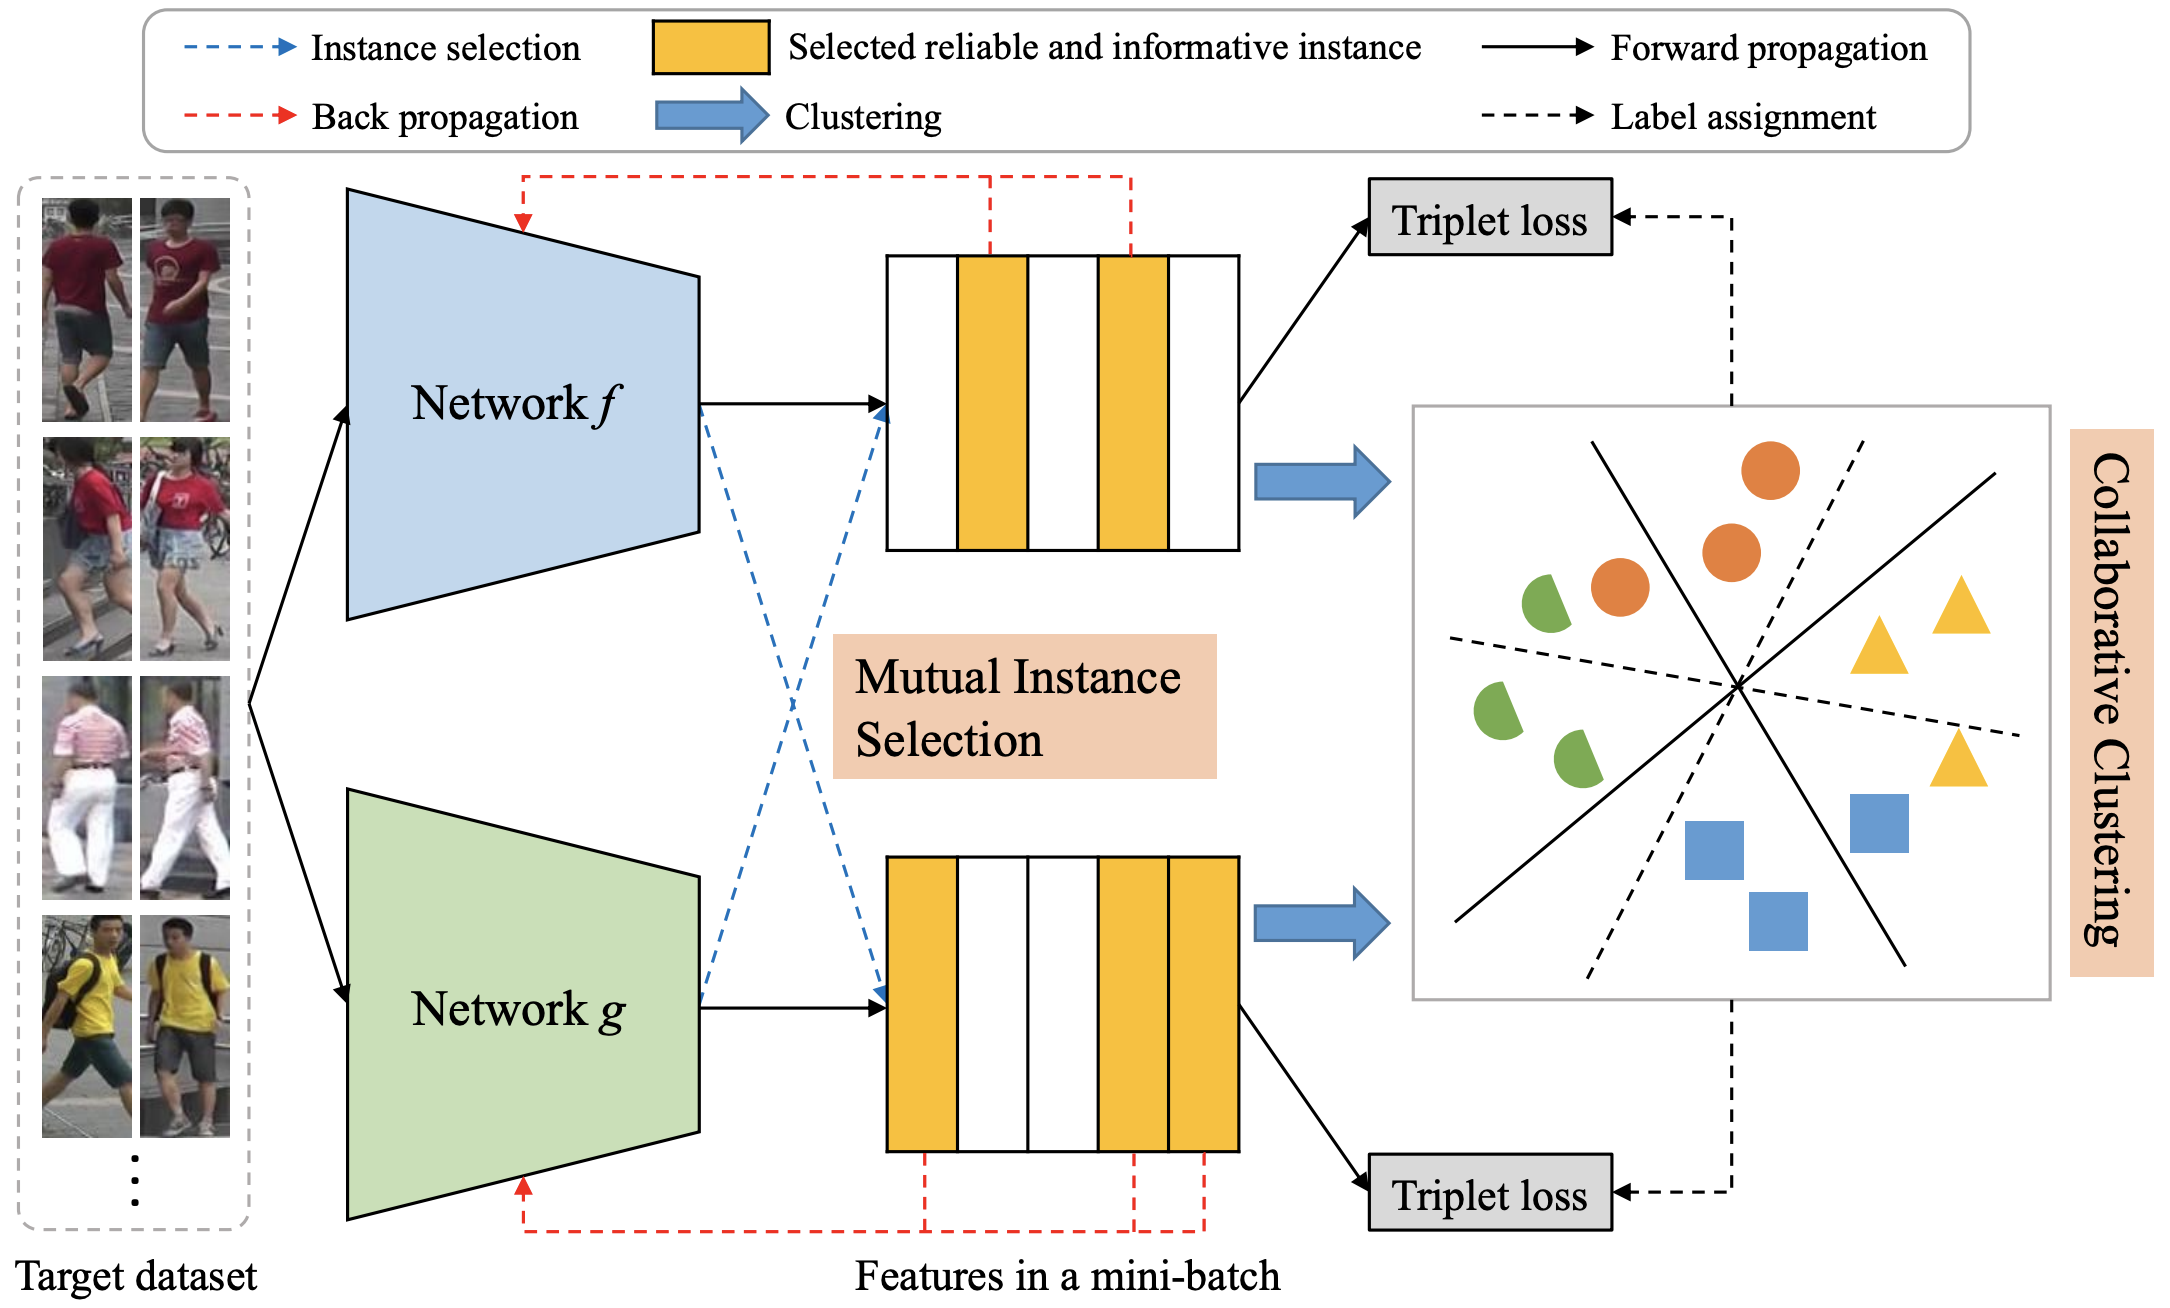 Instance selection
Selected reliable and informative instance
Forward propagation
Back propagation
Clustering
Label assignment
Triplet loss
Network f
Mutual Instance
Selection
Collaborative Clustering
Network g
Triplet loss
Target dataset
Features in a mini-batch